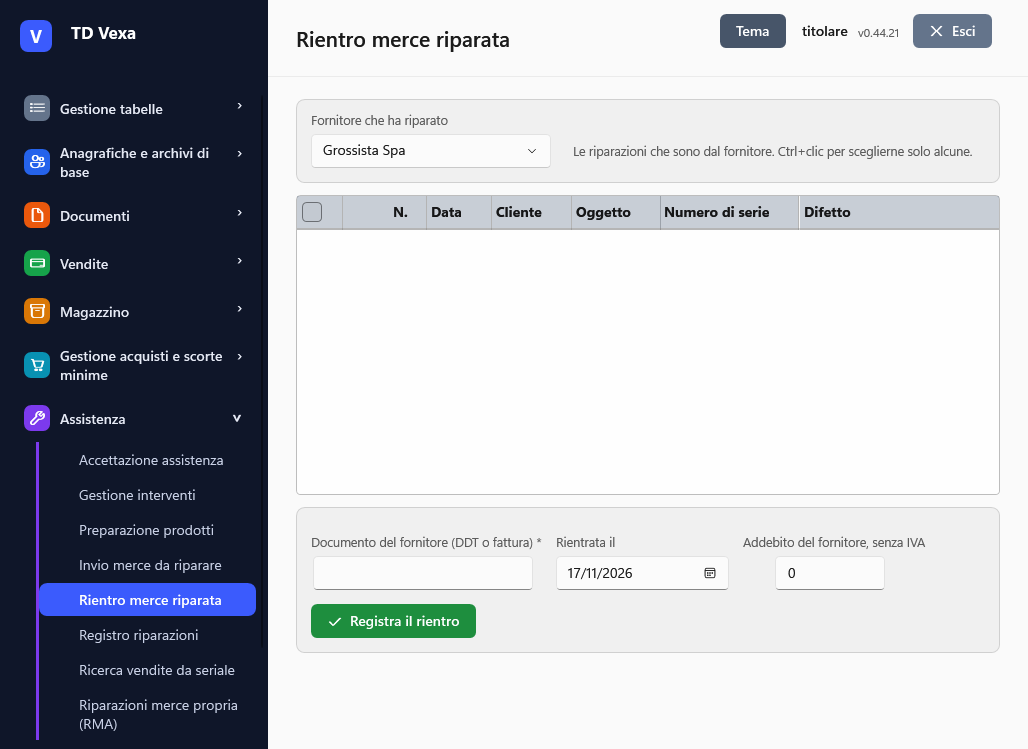 V TD Vexa
Gestione tabelle
Anagrafiche e archivi di
base
Documenti
Vendite
Magazzino
Gestione acquisti e scorte
minime
Assistenza
Accettazione assistenza
Gestione interventi
Preparazione prodotti
Invio merce da riparare
Rientro merce riparata
Registro riparazioni
Ricerca vendite da seriale
Riparazioni merce propria
(RMA)
Rientro merce riparata
Tema titolare v0.44.21 Esci
Fornitore che ha riparato
Grossista Spa Le riparazioni che sono dal fornitore. Ctrl+clic per sceglierne solo alcune.
N. Data Cliente Oggetto Numero di serie Difetto
Documento del fornitore (DDT o fattura) * Rientrata il Addebito del fornitore, senza IVA
17/11/2026 0
Registra il rientro